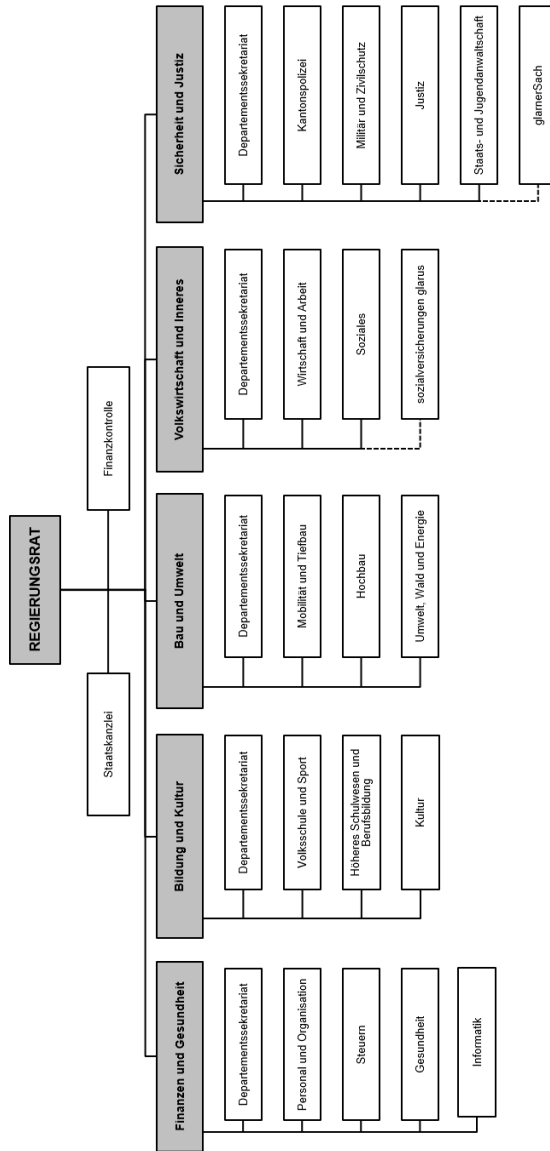 REGIERUNGSRAT
Staatskanzlei
Finanzkontrolle
Finanzen und Gesundheit
Departementssekretariat
Personal und Organisation
Steuern
Gesundheit
Informatik
Bildung und Kultur
Departementssekretariat
Volksschule und Sport
Höheres Schulwesen und
Berufsbildung
Kultur
Bau und Umwelt
Departementssekretariat
Mobilität und Tiefbau
Hochbau
Umwelt, Wald und Energie
Volkswirtschaft und Inneres
Departementssekretariat
Wirtschaft und Arbeit
Soziales
sozialversicherungen glarus
Sicherheit und Justiz
Departementssekretariat
Kantonspolizei
Militär und Zivilschutz
Justiz
Staats- und Jugendanwaltschaft
glarnerSach